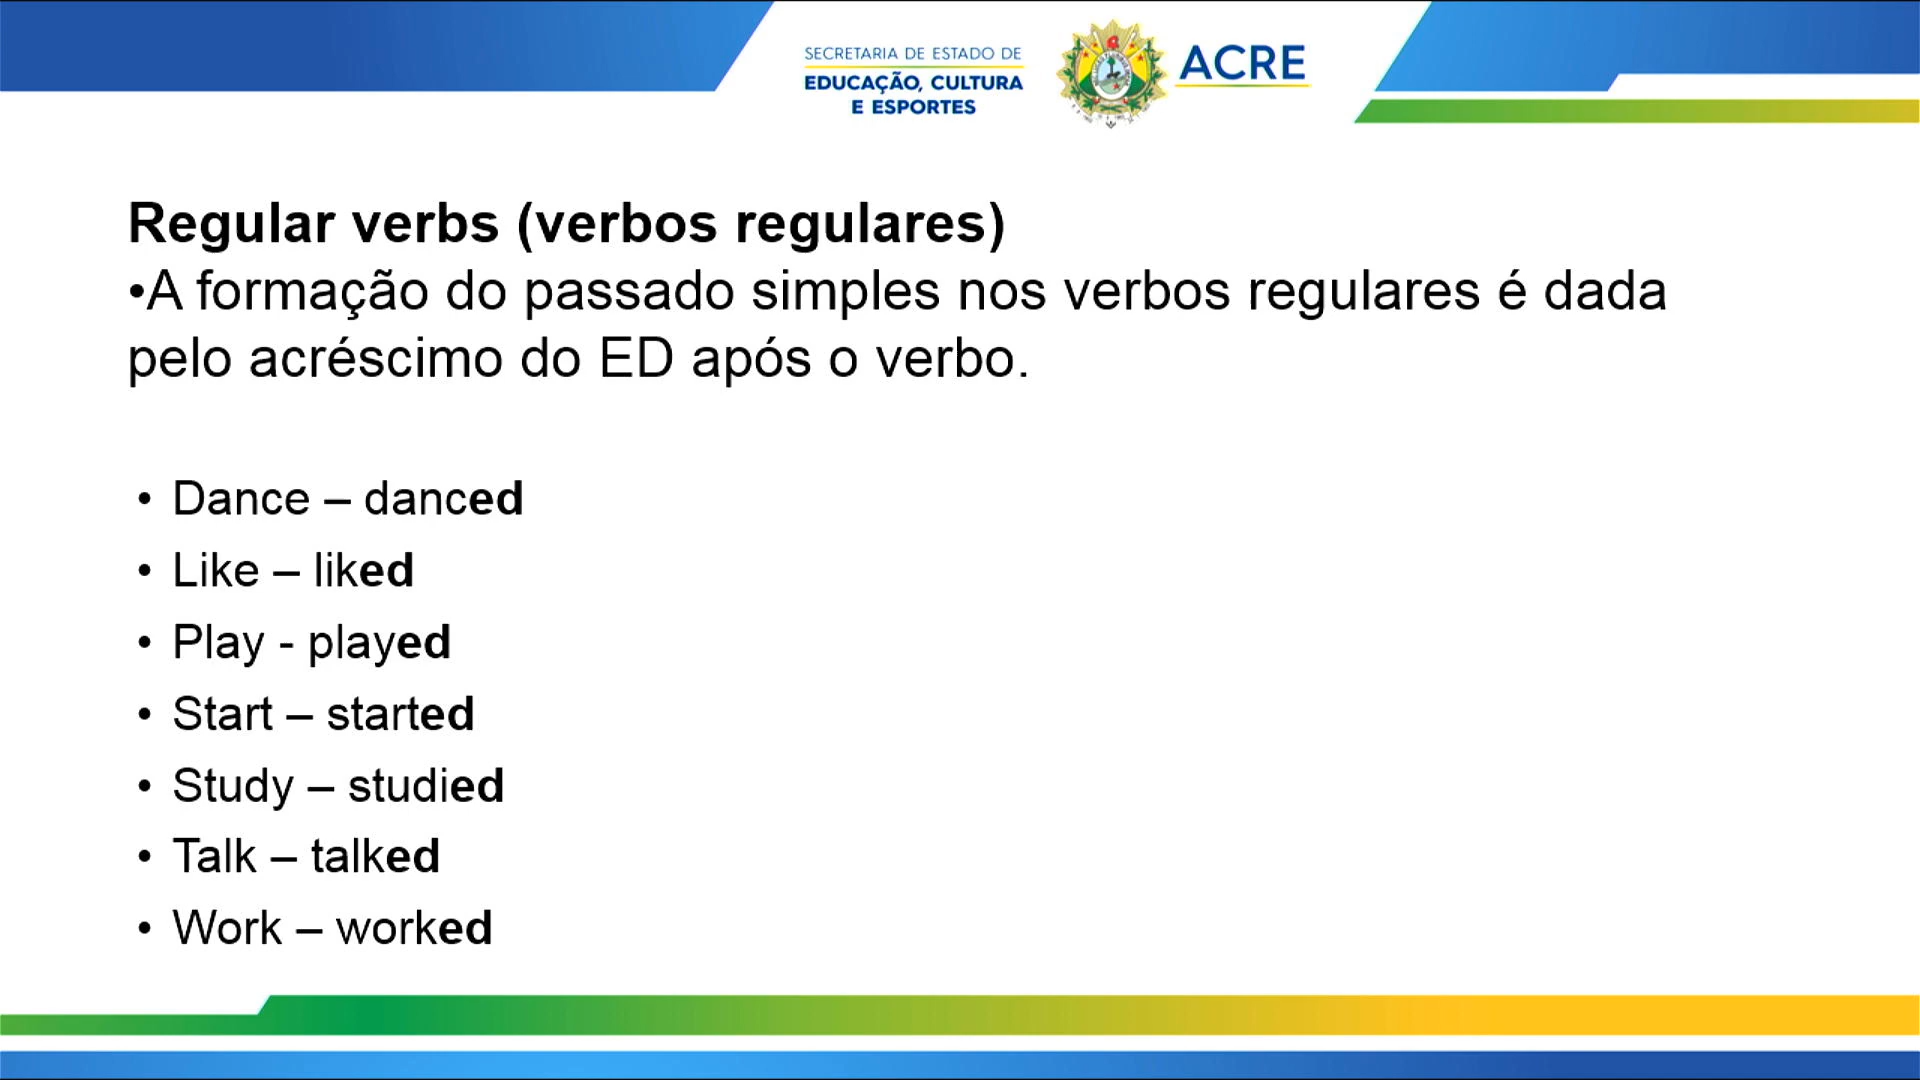 SECRETARIA DE ESTADO DE
EDUCAÇÃO, CULTURA
E ESPORTES
ACRE
Regular verbs (verbos regulares)
•A formação do passado simples nos verbos regulares é dada
pelo acréscimo do ED após o verbo.
• Dance – danced
• Like – liked
• Play - played
• Start – started
• Study – studied
• Talk – talked
• Work – worked